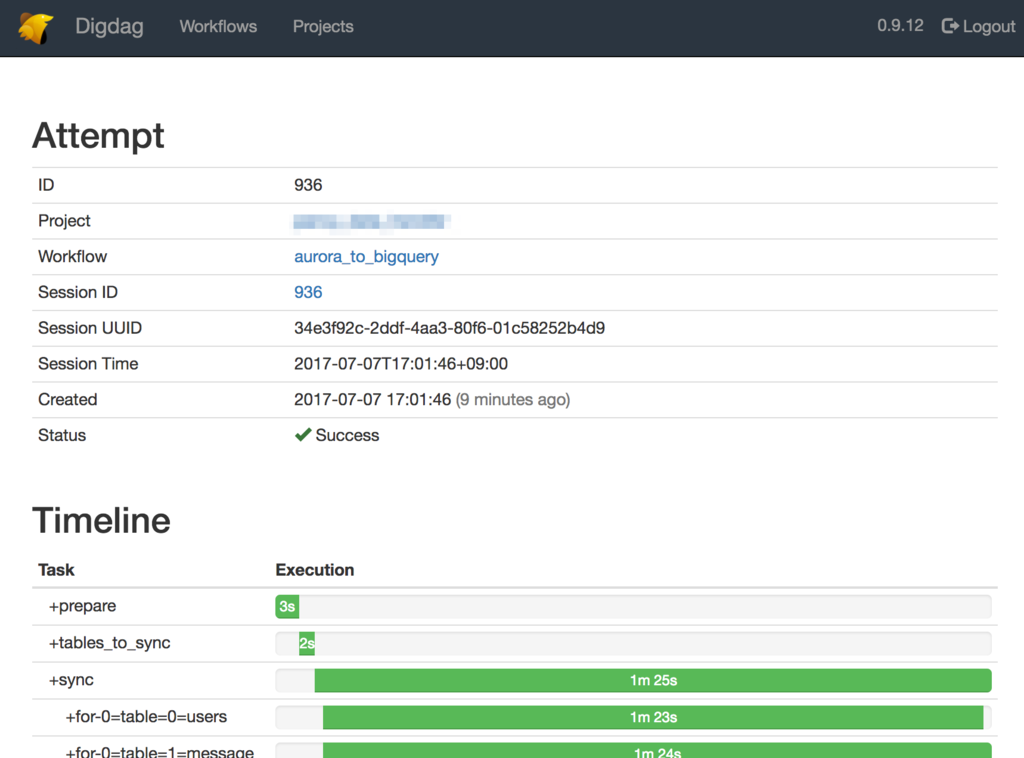 Digdag Workflows Projects 0.9.12 Logout
Attempt
ID 936
Project
Workflow aurora_to_bigquery
Session ID 936
Session UUID 34e3f92c-2ddf-4aa3-80f6-01c58252b4d9
Session Time 2017-07-07T17:01:46+09:00
Created 2017-07-07 17:01:46 (9 minutes ago)
Status Success
Timeline
Task Execution
+prepare 3s
+tables_to_sync 2s
+sync 1m 25s
+for-0=table=0=users 1m 23s
+for-0=table=1=message 1m 24s